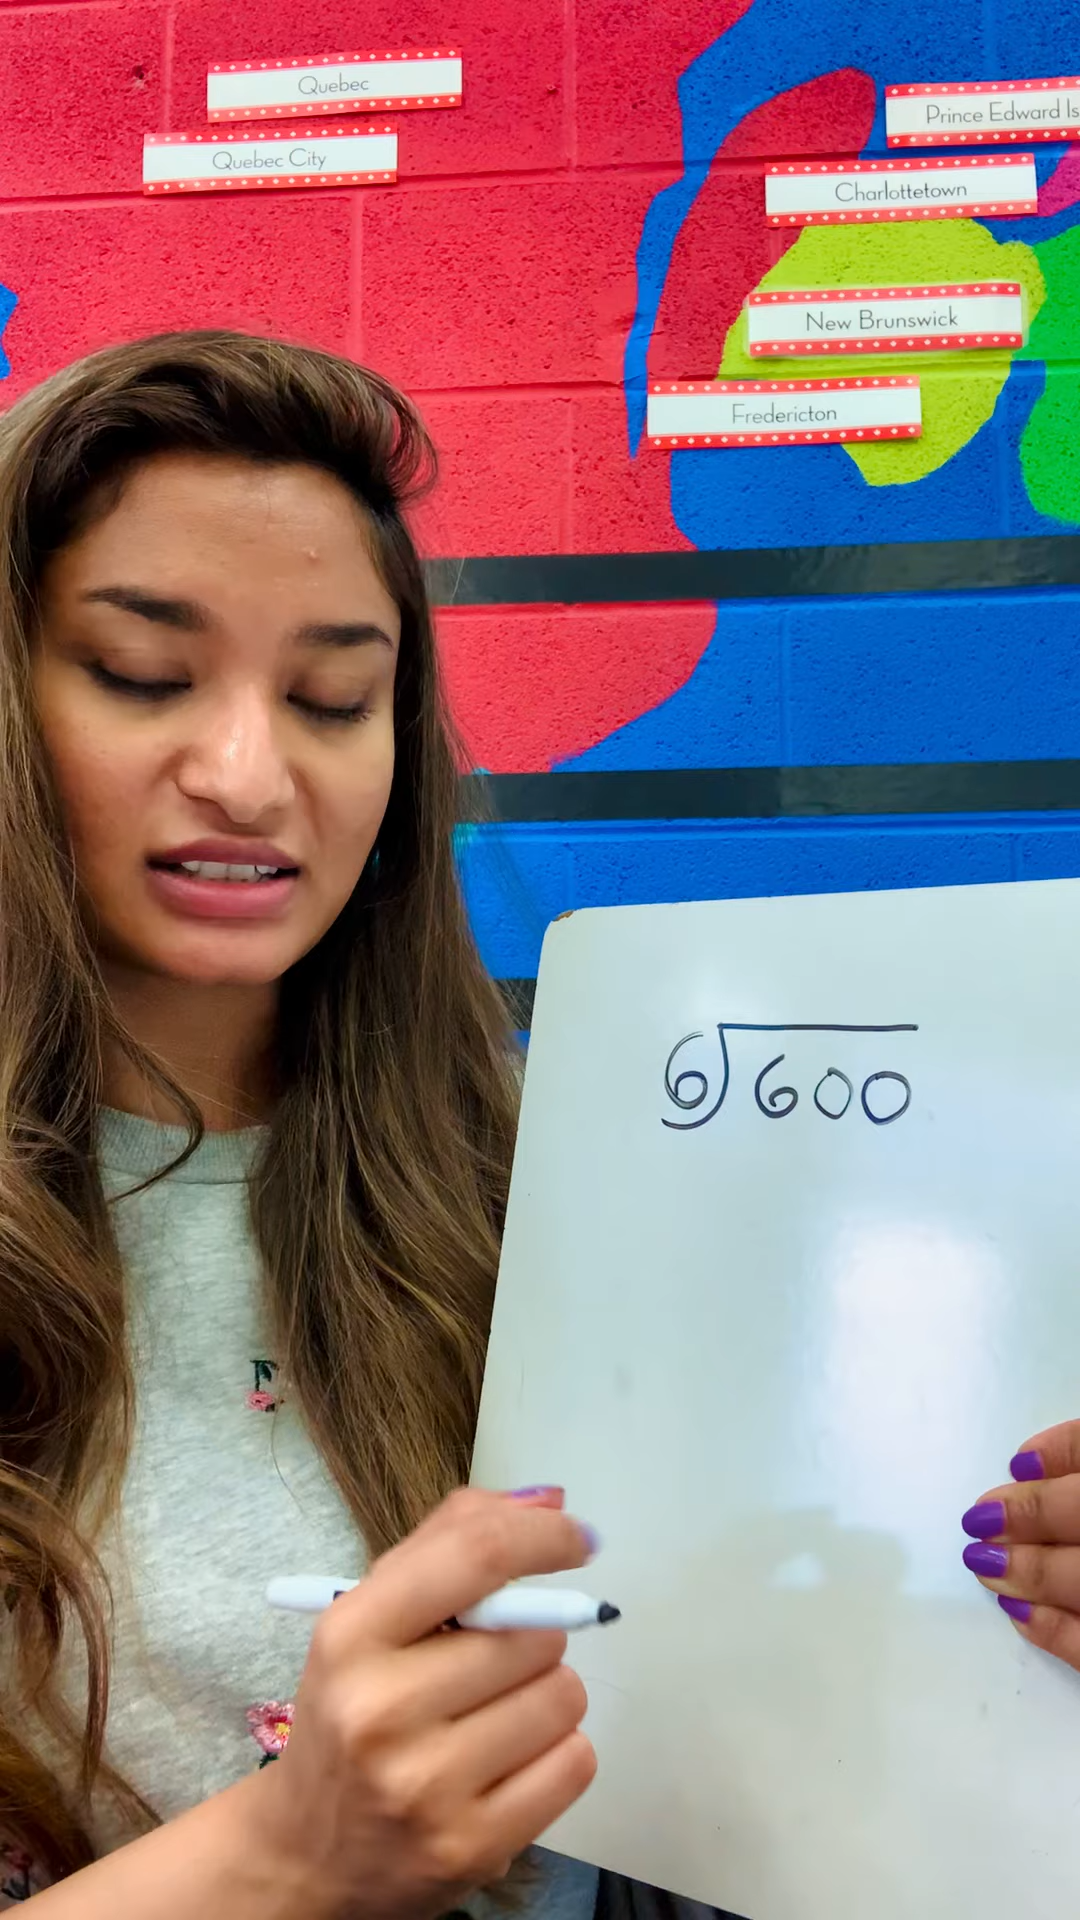 Quebec
Quebec City
Prince Edward Is
Charlottetown
New Brunswick
Fredericton
6)600